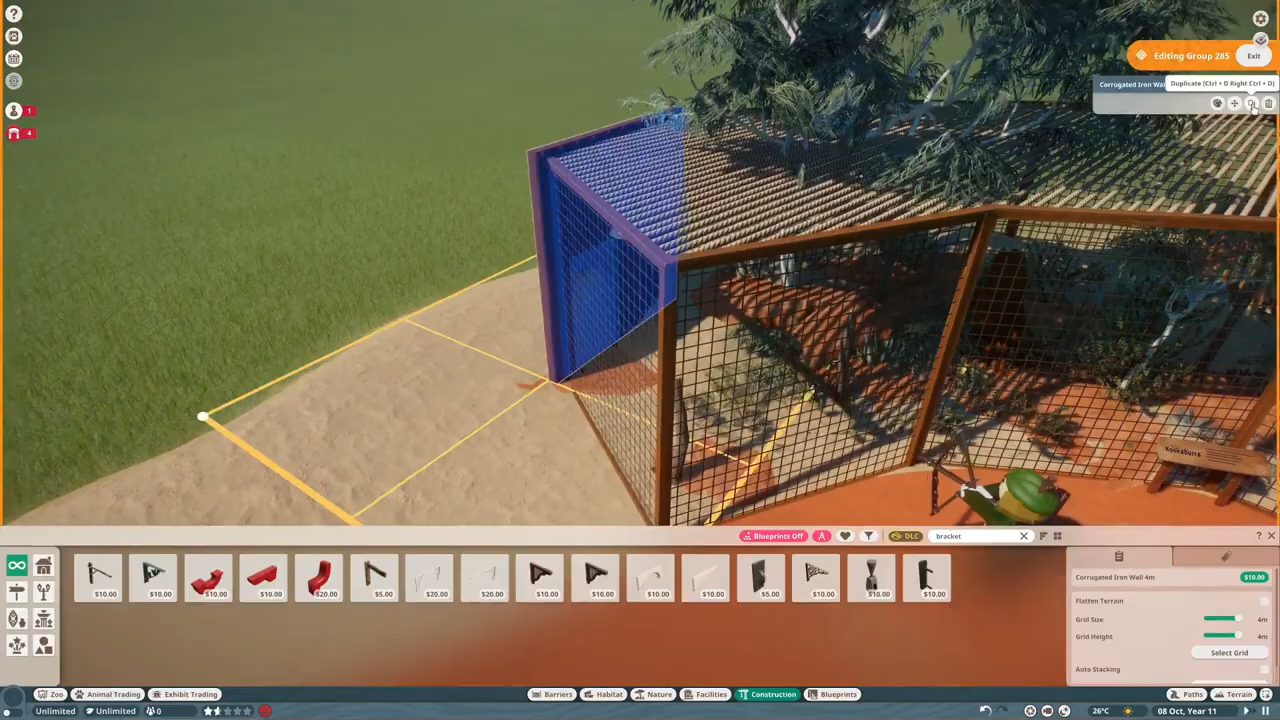 Editing Group 285
Exit
Corrugated Iron Wal
Duplicate [Ctrl + D Right Ctrl + D]
1
4
Kookaburra
Blueprints Off
DLC
bracket
$10.00
$10.00
$10.00
$10.00
$20.00
$5.00
$20.00
$20.00
$10.00
$10.00
$10.00
$10.00
$5.00
$10.00
$10.00
$10.00
Corrugated Iron Wall 4m
$10.00
Flatten Terrain
Grid Size
4m
Grid Height
4m
Select Grid
Auto Stacking
Zoo
Animal Trading
Exhibit Trading
Barriers
Habitat
Nature
Facilities
Construction
Blueprints
Paths
Terrain
Unlimited
Unlimited
0
26°C
08 Oct, Year 11